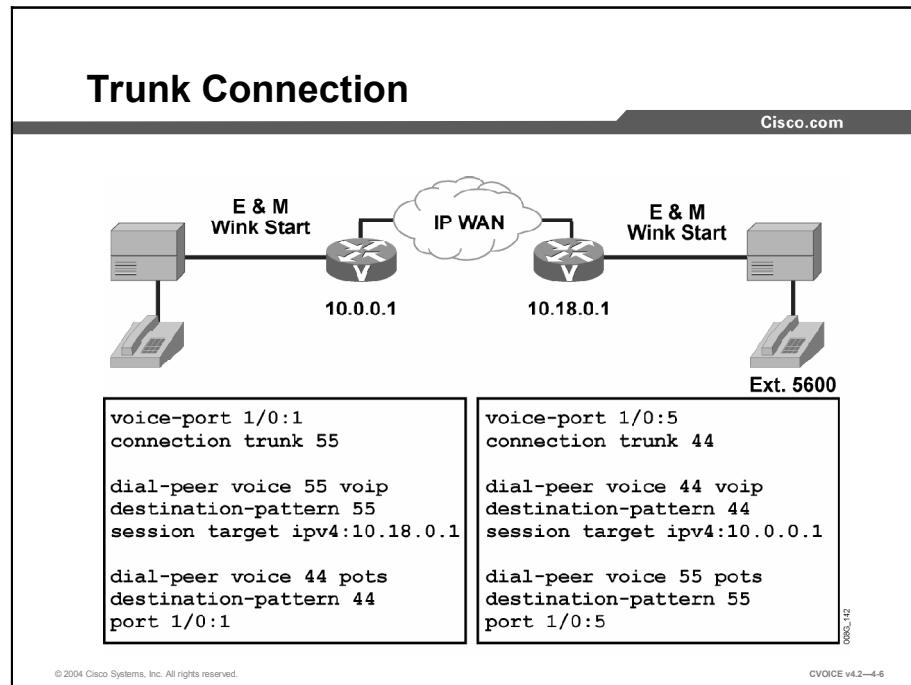 Trunk Connection
Cisco.com
E & M
Wink Start
IP WAN
E & M
Wink Start
V
V
10.0.0.1
10.18.0.1
Ext. 5600
voice-port 1/0:1
connection trunk 55
dial-peer voice 55 voip
destination-pattern 55
session target ipv4:10.18.0.1
dial-peer voice 44 pots
destination-pattern 44
port 1/0:1
voice-port 1/0:5
connection trunk 44
dial-peer voice 44 voip
destination-pattern 44
session target ipv4:10.0.0.1
dial-peer voice 55 pots
destination-pattern 55
port 1/0:5
008G_142
© 2004 Cisco Systems, Inc. All rights reserved.
CVOICE v4.2—4-6